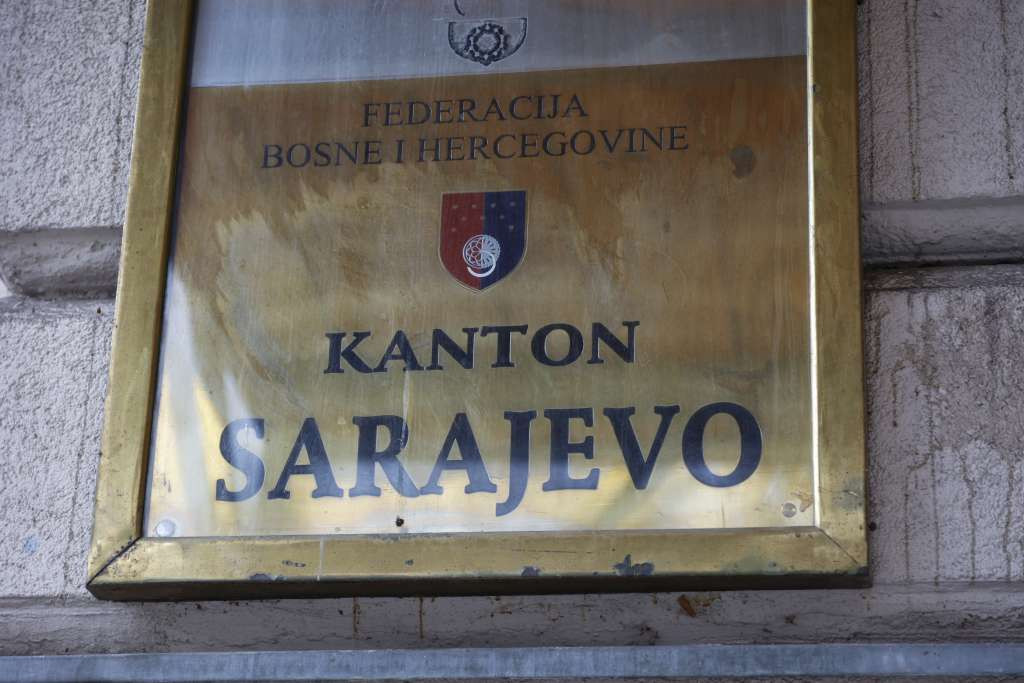 FEDERACIJA
BOSNE I HERCEGOVINE
KANTON
SARAJEVO